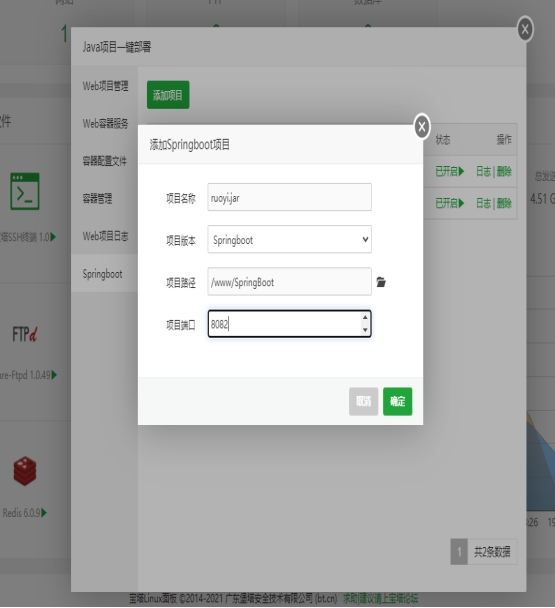 1
Java项目一键部署
Web项目管理
添加项目
Web容器服务
容器配置文件
容器管理
Web项目日志
Springboot
状态 操作
已开启 日志 | 删除
已开启 日志 | 删除
4.51 G
添加Springboot项目
项目名称 ruoyi.jar
项目版本 Springboot
项目路径 /www/SpringBoot
项目端口 8082
取消 确定
SSH终端 1.0
FTPd
re-Ftpd 1.0.49
Redis 6.0.9
1 共2条数据
宝塔Linux面板 ©2014-2021 广东堡塔安全技术有限公司 (bt.cn) 求助|建议请上宝塔论坛